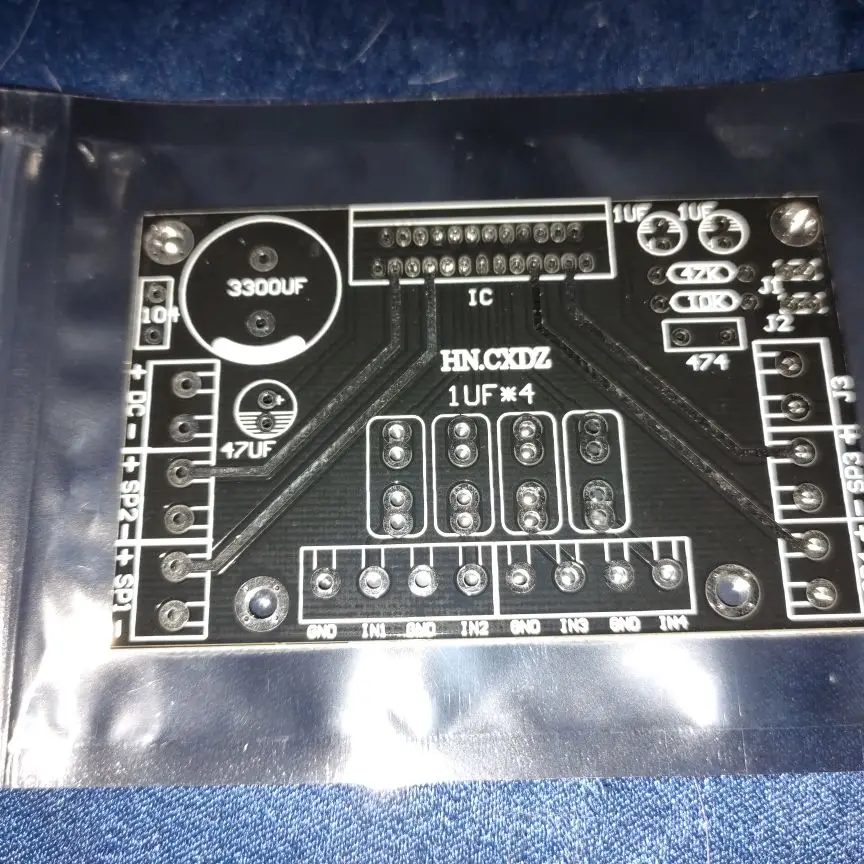 1UF 1UF
3300UF
47K
J1
10K
104
IC
J2
HN.CXDZ
474
1UF*4
+ DC -
+
47UF
J3
+ SP2 -
+ SP3 -
+ SP1 -
+
GND IN1 GND IN2 GND IN3 GND IN4